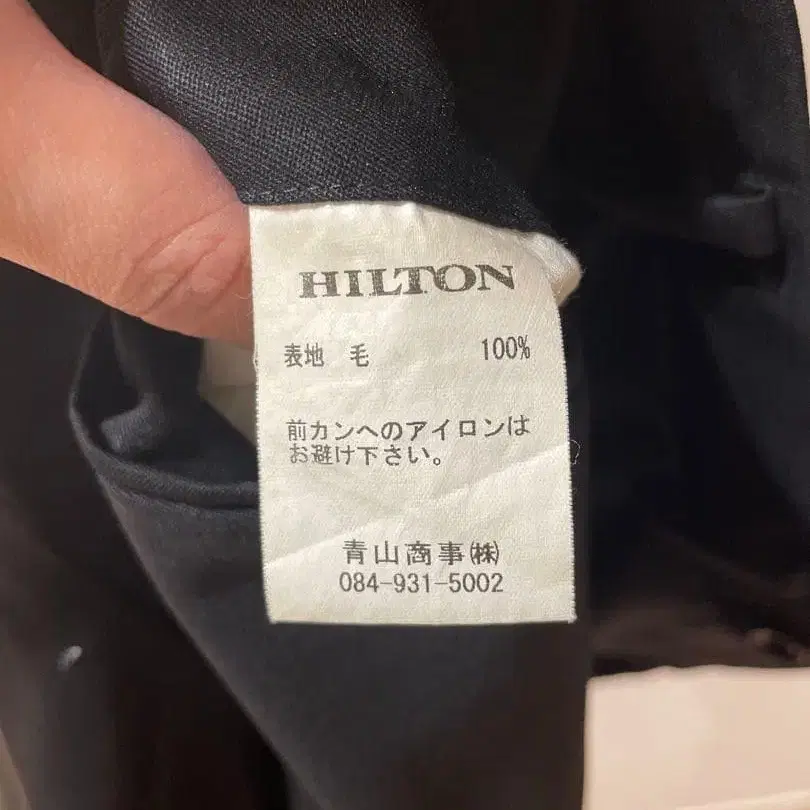 HILTON
表地 毛 100%
前カンへのアイロンは
お避け下さい。
青山商事㈱
084-931-5002